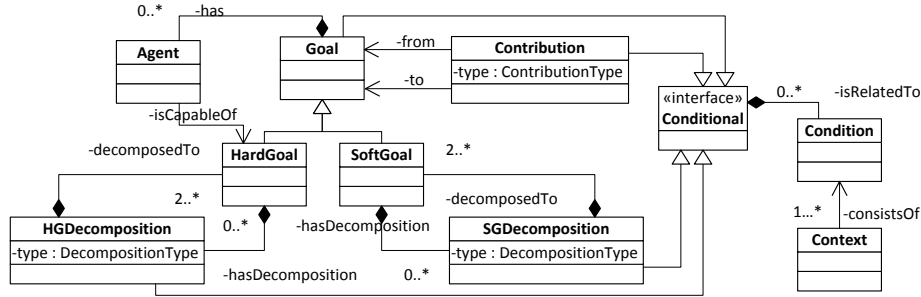 0..* -has
Agent
Goal
-from
Contribution
-type : ContributionType
-to
«interface»
Conditional
0..* -isRelatedTo
Condition
-isCapableOf
-decomposedTo
HardGoal
SoftGoal
2..*
2..*
-decomposedTo
1...* -consistsOf
HGDecomposition
-type : DecompositionType
0..*
-hasDecomposition
SGDecomposition
-type : DecompositionType
Context
-hasDecomposition
0..*